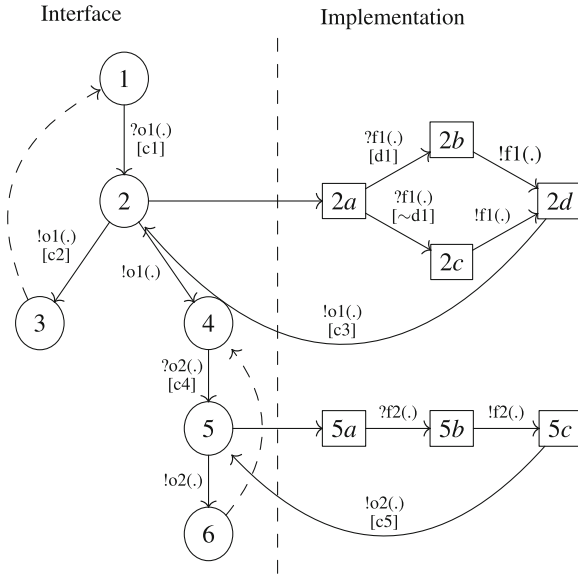 Interface
Implementation
1
?o1(.)
[c1]
2
!o1(.)
[c2]
!o1(.)
3
4
?o2(.)
[c4]
5
!o2(.)
6
2a
?f1(.)
[d1]
2b
!f1(.)
?f1(.)
[~d1]
2c
!f1(.)
2d
!o1(.)
[c3]
5a
?f2(.)
5b
!f2(.)
5c
!o2(.)
[c5]